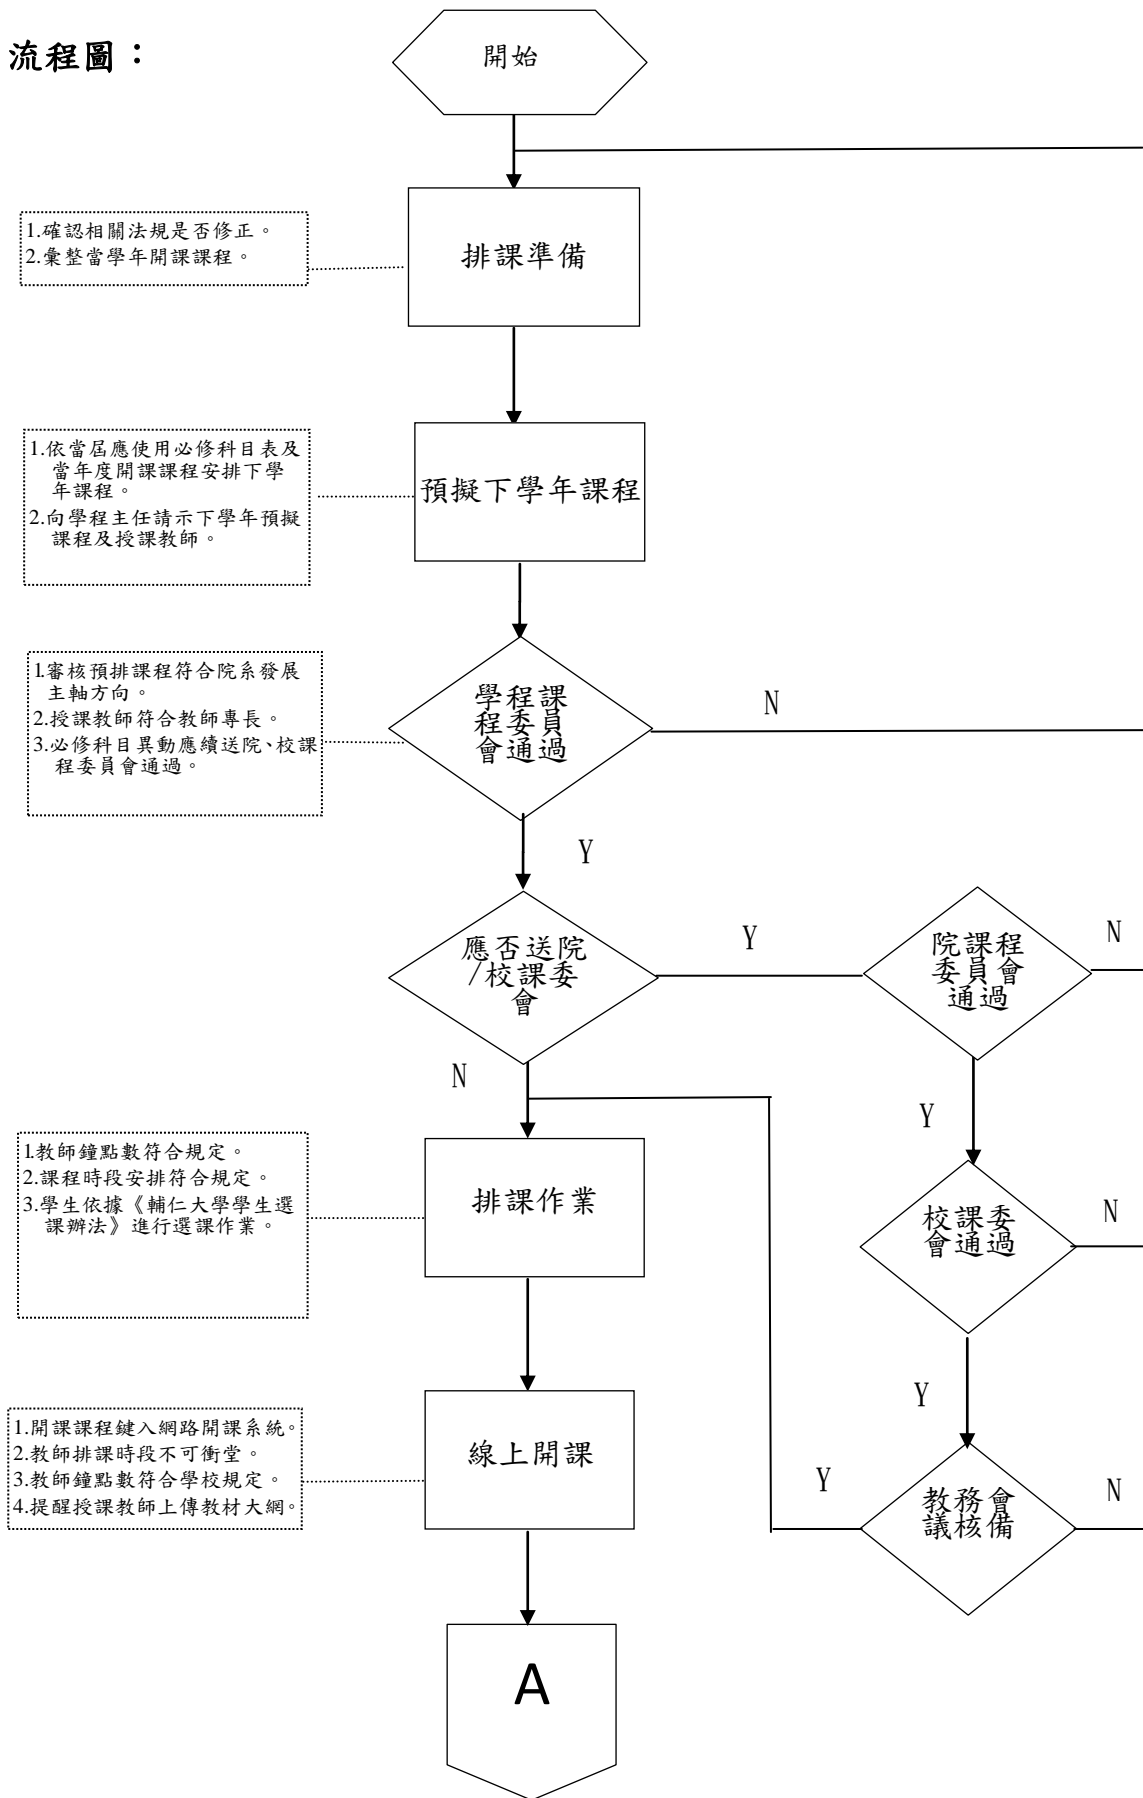 流程圖：
開始
1.確認相關法規是否修正。
2.彙整當學年開課課程。
排課準備
1.依當屆應使用必修科目表及
當年度開課課程安排下學
年課程。
2.向學程主任請示下學年預擬
課程及授課教師。
預擬下學年課程
1.審核預排課程符合院系發展
主軸方向。
2.授課教師符合教師專長。
3.必修科目異動應續送院、校課
程委員會通過。
學程課
程委員
會通過
N
Y
應否送院
/校課委
會
Y
院課程
委員會
通過
N
N
Y
1.教師鐘點數符合規定。
2.課程時段安排符合規定。
3.學生依據《輔仁大學學生選
課辦法》進行選課作業。
排課作業
校課委
會通過
N
Y
1.開課課程鍵入網路開課系統。
2.教師排課時段不可衝堂。
3.教師鐘點數符合學校規定。
4.提醒授課教師上傳教材大網。
線上開課
Y
教務會
議核備
N
A